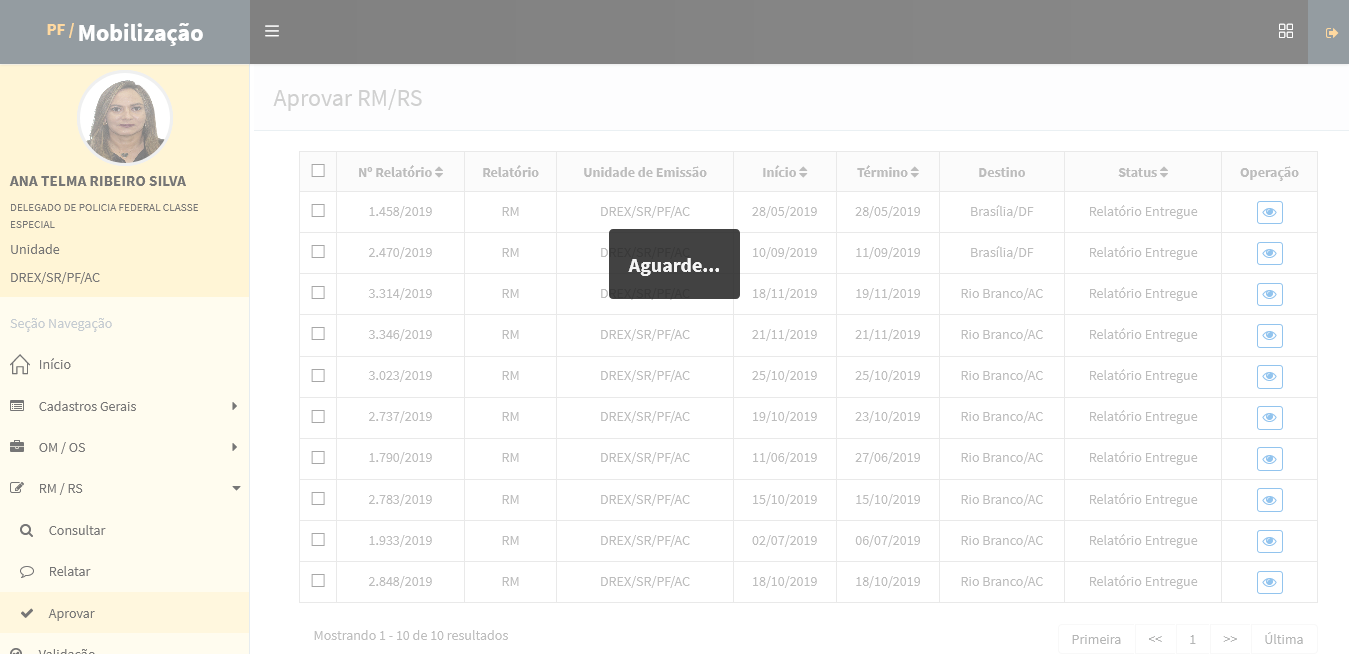 PF / Mobilização
Aprovar RM/RS
ANA TELMA RIBEIRO SILVA
DELEGADO DE POLICIA FEDERAL CLASSE
ESPECIAL
Unidade
DREX/SR/PF/AC
Seção Navegação
Início
Cadastros Gerais
OM / OS
RM / RS
Consultar
Relatar
Aprovar
Validação
Nº Relatório Relatório Unidade de Emissão Início Término Destino Status Operação
1.458/2019 RM DREX/SR/PF/AC 28/05/2019 28/05/2019 Brasília/DF Relatório Entregue
2.470/2019 RM DREX/SR/PF/AC 10/09/2019 11/09/2019 Brasília/DF Relatório Entregue
Aguarde...
3.314/2019 RM DREX/SR/PF/AC 18/11/2019 19/11/2019 Rio Branco/AC Relatório Entregue
3.346/2019 RM DREX/SR/PF/AC 21/11/2019 21/11/2019 Rio Branco/AC Relatório Entregue
3.023/2019 RM DREX/SR/PF/AC 25/10/2019 25/10/2019 Rio Branco/AC Relatório Entregue
2.737/2019 RM DREX/SR/PF/AC 19/10/2019 23/10/2019 Rio Branco/AC Relatório Entregue
1.790/2019 RM DREX/SR/PF/AC 11/06/2019 27/06/2019 Rio Branco/AC Relatório Entregue
2.783/2019 RM DREX/SR/PF/AC 15/10/2019 15/10/2019 Rio Branco/AC Relatório Entregue
1.933/2019 RM DREX/SR/PF/AC 02/07/2019 06/07/2019 Rio Branco/AC Relatório Entregue
2.848/2019 RM DREX/SR/PF/AC 18/10/2019 18/10/2019 Rio Branco/AC Relatório Entregue
Mostrando 1 - 10 de 10 resultados
Primeira << 1 >> Última